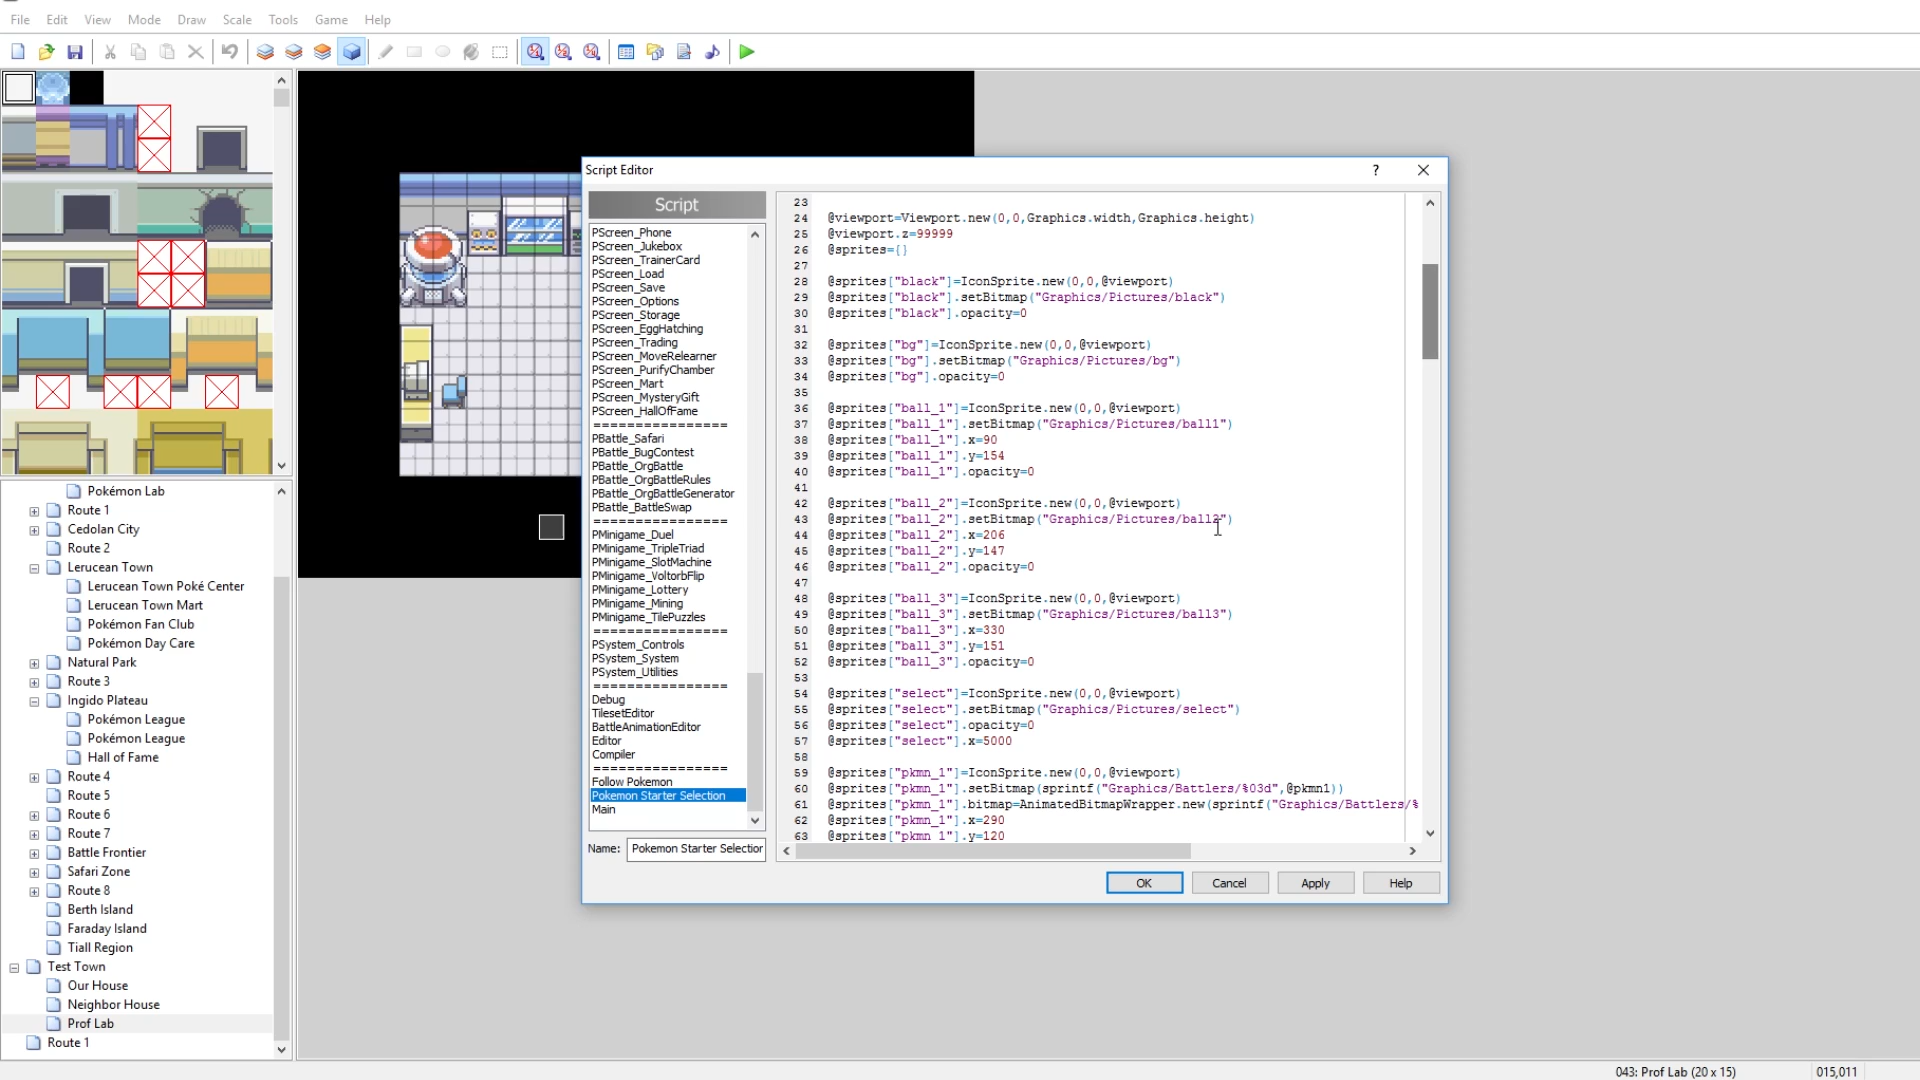 File Edit View Mode Draw Scale Tools Game Help
Script Editor
?
Script
PScreen_Phone
PScreen_Jukebox
PScreen_TrainerCard
PScreen_Load
PScreen_Save
PScreen_Options
PScreen_Storage
PScreen_EggHatching
PScreen_Trading
PScreen_MoveRelearner
PScreen_PurifyChamber
PScreen_Mart
PScreen_MysteryGift
PScreen_HallOfFame
================
PBattle_Safari
PBattle_BugContest
PBattle_OrgBattle
PBattle_OrgBattleRules
PBattle_OrgBattleGenerator
PBattle_BattleSwap
================
PMinigame_Duel
PMinigame_TripleTriad
PMinigame_SlotMachine
PMinigame_VoltorbFlip
PMinigame_Lottery
PMinigame_Mining
PMinigame_TilePuzzles
================
PSystem_Controls
PSystem_System
PSystem_Utilities
================
Debug
TilesetEditor
BattleAnimationEditor
Editor
Compiler
================
Follow Pokemon
Pokemon Starter Selection
Main
Name: Pokemon Starter Selection
23
24 @viewport=Viewport.new(0,0,Graphics.width,Graphics.height)
25 @viewport.z=99999
26 @sprites={}
27
28 @sprites["black"]=IconSprite.new(0,0,@viewport)
29 @sprites["black"].setBitmap("Graphics/Pictures/black")
30 @sprites["black"].opacity=0
31
32 @sprites["bg"]=IconSprite.new(0,0,@viewport)
33 @sprites["bg"].setBitmap("Graphics/Pictures/bg")
34 @sprites["bg"].opacity=0
35
36 @sprites["ball_1"]=IconSprite.new(0,0,@viewport)
37 @sprites["ball_1"].setBitmap("Graphics/Pictures/ball1")
38 @sprites["ball_1"].x=90
39 @sprites["ball_1"].y=154
40 @sprites["ball_1"].opacity=0
41
42 @sprites["ball_2"]=IconSprite.new(0,0,@viewport)
43 @sprites["ball_2"].setBitmap("Graphics/Pictures/ball2")
44 @sprites["ball_2"].x=206
45 @sprites["ball_2"].y=147
46 @sprites["ball_2"].opacity=0
47
48 @sprites["ball_3"]=IconSprite.new(0,0,@viewport)
49 @sprites["ball_3"].setBitmap("Graphics/Pictures/ball3")
50 @sprites["ball_3"].x=330
51 @sprites["ball_3"].y=151
52 @sprites["ball_3"].opacity=0
53
54 @sprites["select"]=IconSprite.new(0,0,@viewport)
55 @sprites["select"].setBitmap("Graphics/Pictures/select")
56 @sprites["select"].opacity=0
57 @sprites["select"].x=5000
58
59 @sprites["pkmn_1"]=IconSprite.new(0,0,@viewport)
60 @sprites["pkmn_1"].setBitmap(sprintf("Graphics/Battlers/%03d",@pkmn1))
61 @sprites["pkmn_1"].bitmap=AnimatedBitmapWrapper.new(sprintf("Graphics/Battlers/%
62 @sprites["pkmn_1"].x=290
63 @sprites["pkmn_1"].y=120
OK Cancel Apply Help
Pokémon Lab
Route 1
Cedolan City
Route 2
Lerucean Town
Lerucean Town Poké Center
Lerucean Town Mart
Pokémon Fan Club
Pokémon Day Care
Natural Park
Route 3
Ingido Plateau
Pokémon League
Pokémon League
Hall of Fame
Route 4
Route 5
Route 6
Route 7
Battle Frontier
Safari Zone
Route 8
Berth Island
Faraday Island
Tiall Region
Test Town
Our House
Neighbor House
Prof Lab
Route 1
043: Prof Lab (20 x 15) 015,011